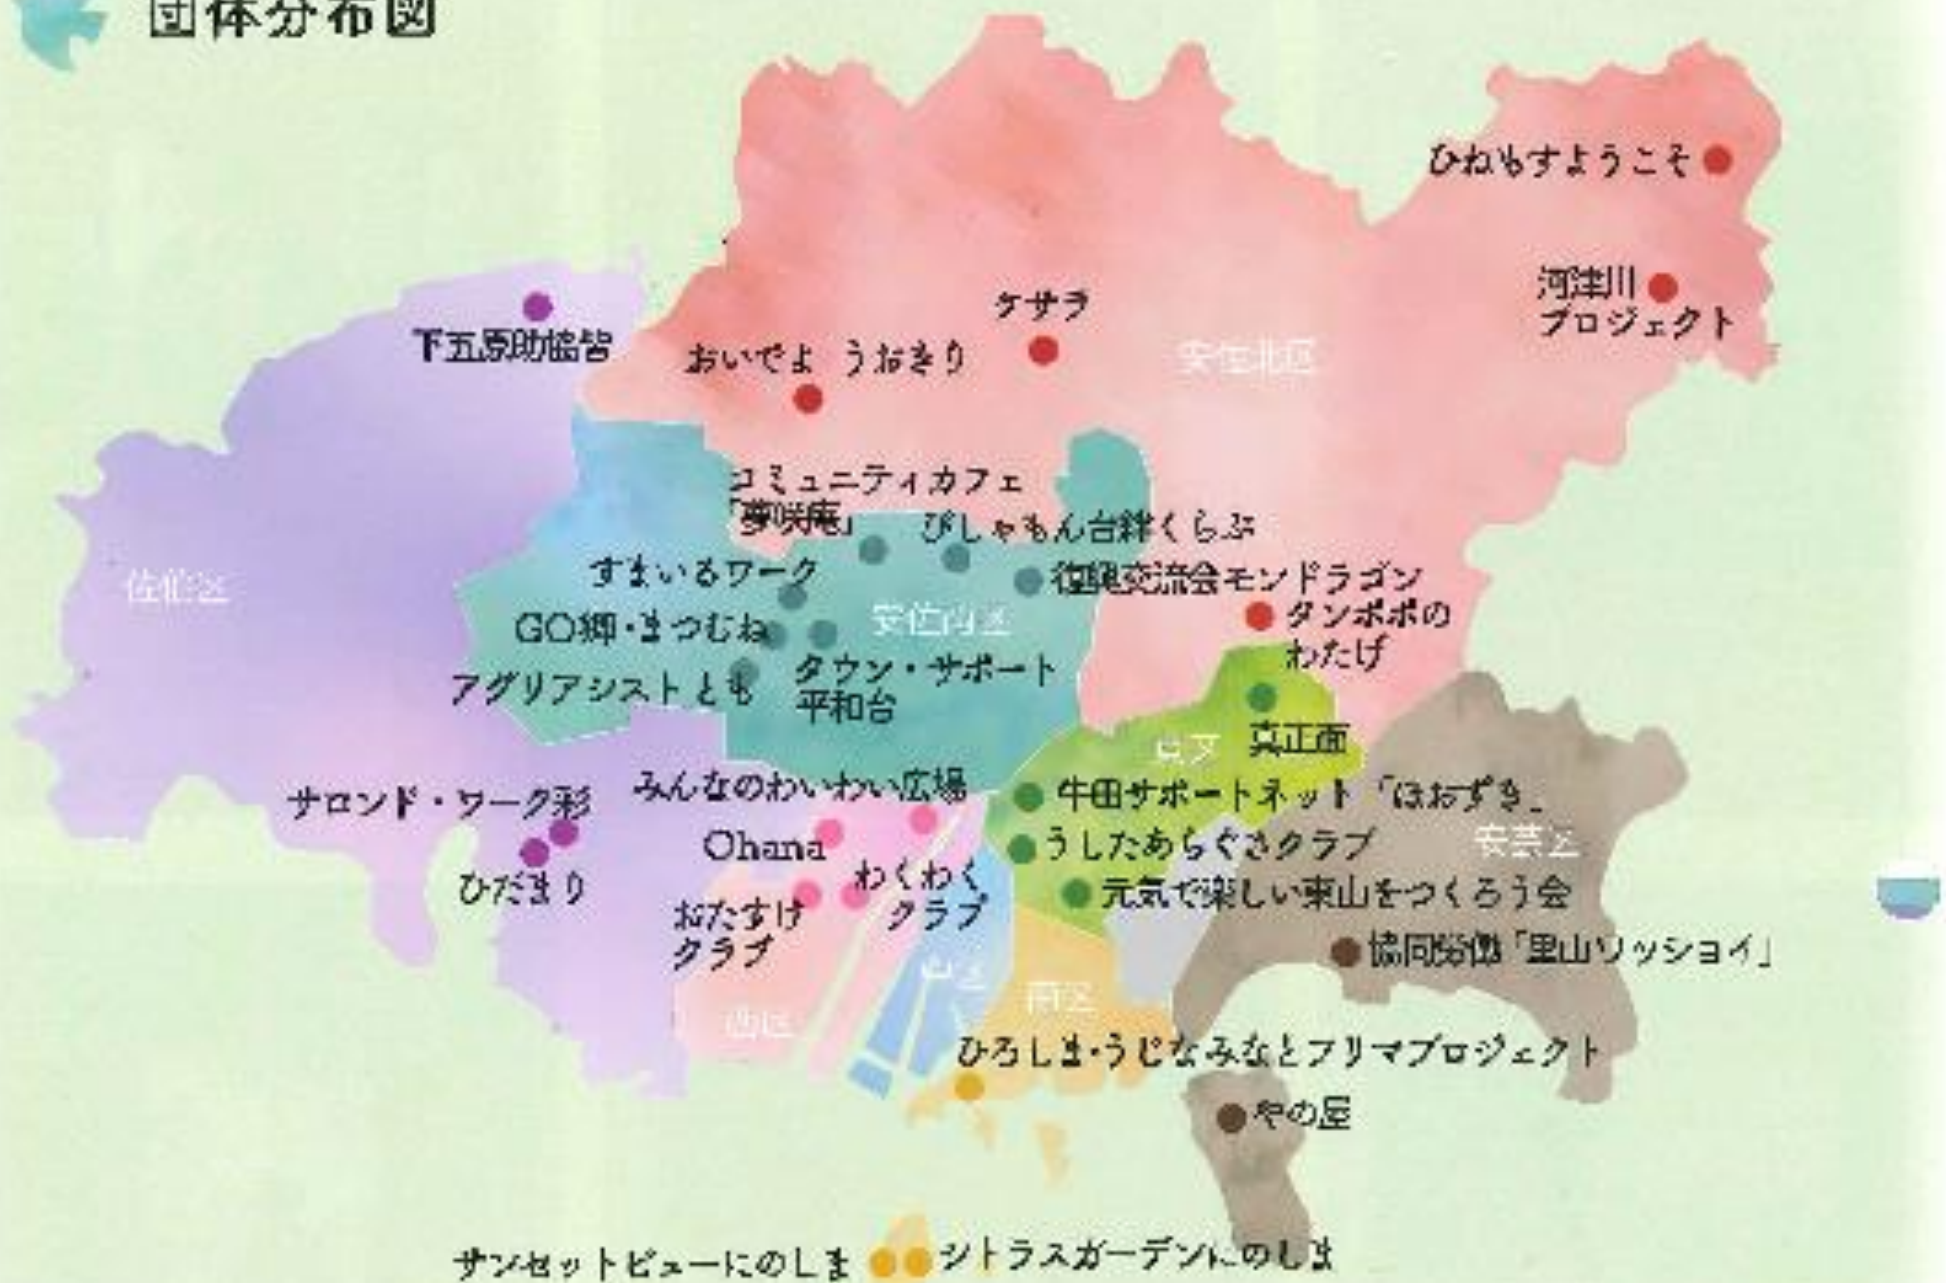 団体分布図
ひねもすようこそ
河津川
プロジェクト
ケサラ
下五原助協皆
おいでよ うおきり
安佐北区
コミュニティカフェ
「夢咲庵」
びしゃもん台絆くらぶ
すまいるワーク
復興交流会モンドラゴン
佐伯区
安佐南区
タンポポの
わたげ
GO郷・まつむね
タウン・サポート
平和台
アグリアシストとも
東区
真正面
みんなのわいわい広場
牛田サポートネット「ほおずき」
サロンド・ワーク彩
Ohana
うしたあらぐさクラブ
安芸区
ひだまり
わくわく
クラブ
元気で楽しい東山をつくろう会
おたすけ
クラブ
協同労働「里山ワッショイ」
中区
南区
西区
ひろしま・うじなみなとフリマプロジェクト
やの屋
サンセットビューにのしま
シトラスガーデンにのしま